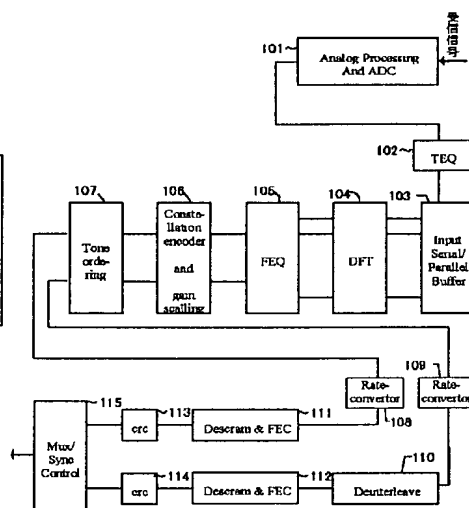 101
Analog Processing
And ADC
102
TEQ
107
106
105
104
103
Tone
ordering
Conste-
llation
encoder
and
gain
scalling
FEQ
DFT
Input
Serial/
Parallel
Buffer
109
Rate-
convertor
108
Rate-
convertor
115
113
111
Mux/
Sync
Control
crc
Descram & FEC
114
112
110
crc
Descram & FEC
Deinterleave